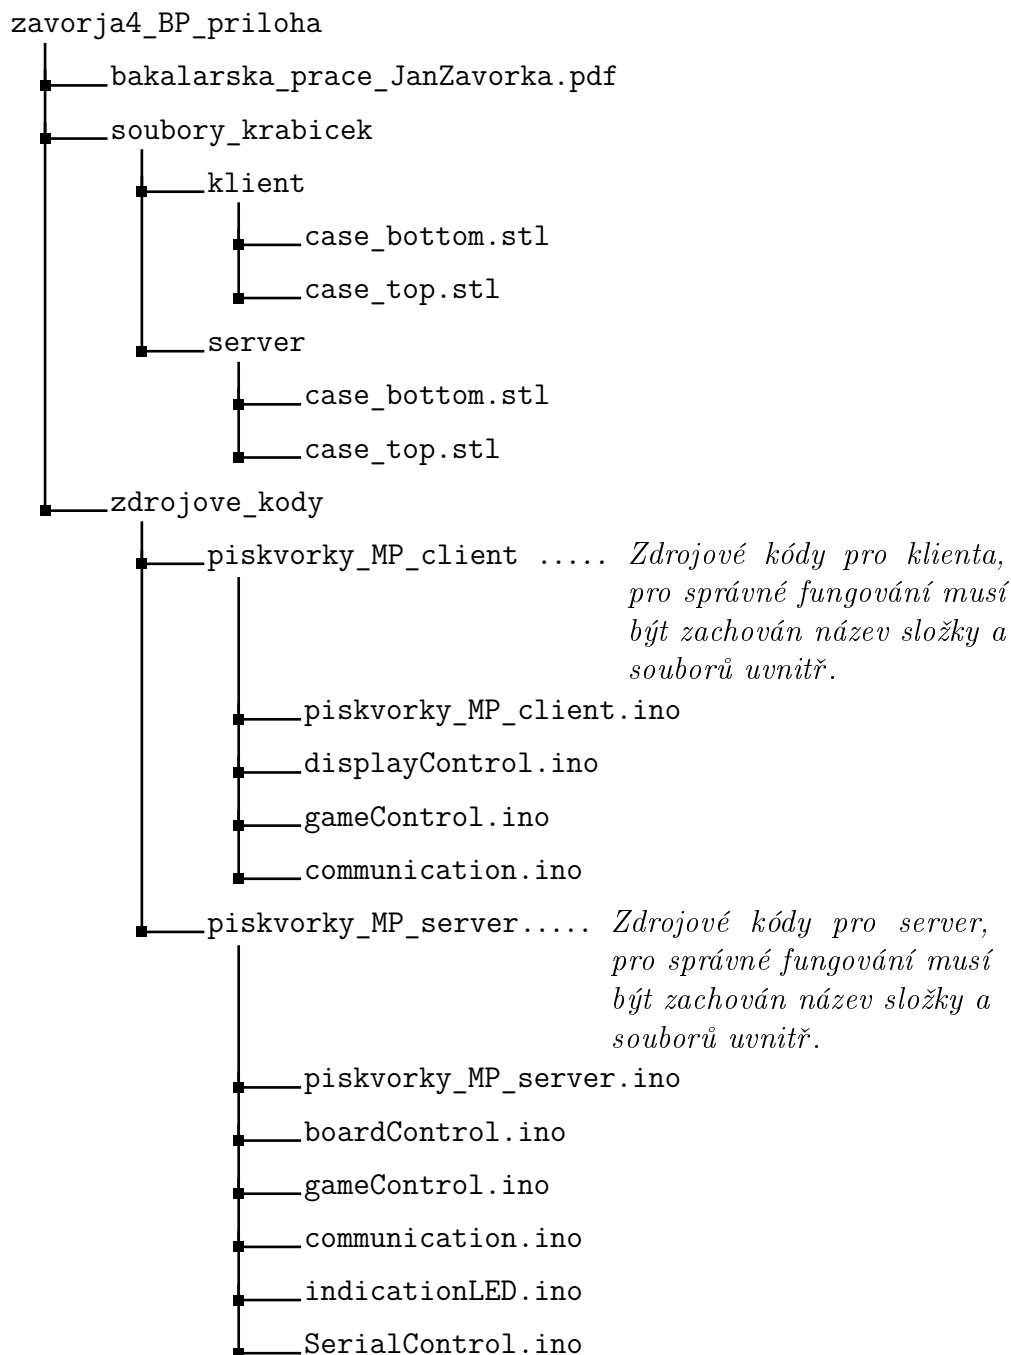 zavorja4_BP_priloha
bakalarska_prace_JanZavorka.pdf
soubory_krabicek
klient
case_bottom.stl
case_top.stl
server
case_bottom.stl
case_top.stl
zdrojove_kody
piskvorky_MP_client ..... Zdrojové kódy pro klienta,
pro správné fungování musí
být zachován název složky a
souborů uvnitř.
piskvorky_MP_client.ino
displayControl.ino
gameControl.ino
communication.ino
piskvorky_MP_server..... Zdrojové kódy pro server,
pro správné fungování musí
být zachován název složky a
souborů uvnitř.
piskvorky_MP_server.ino
boardControl.ino
gameControl.ino
communication.ino
indicationLED.ino
SerialControl.ino